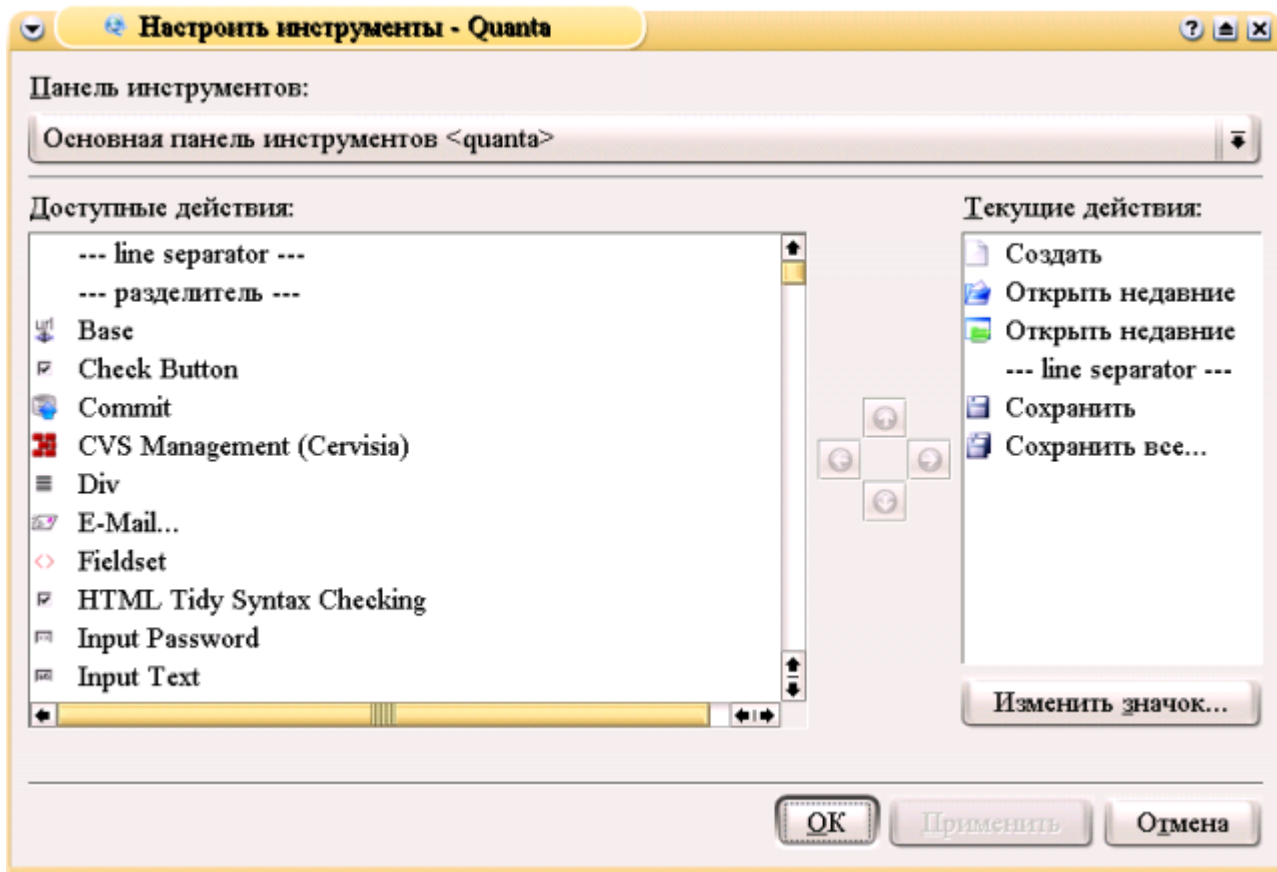 Настроить инструменты - Quanta
Панель инструментов:
Основная панель инструментов <quanta>
Доступные действия:
--- line separator ---
--- разделитель ---
Base
Check Button
Commit
CVS Management (Cervisia)
Div
E-Mail...
Fieldset
HTML Tidy Syntax Checking
Input Password
Input Text
Текущие действия:
Создать
Открыть недавние
Открыть недавние
--- line separator ---
Сохранить
Сохранить все...
Изменить значок...
OK
Применить
Отмена